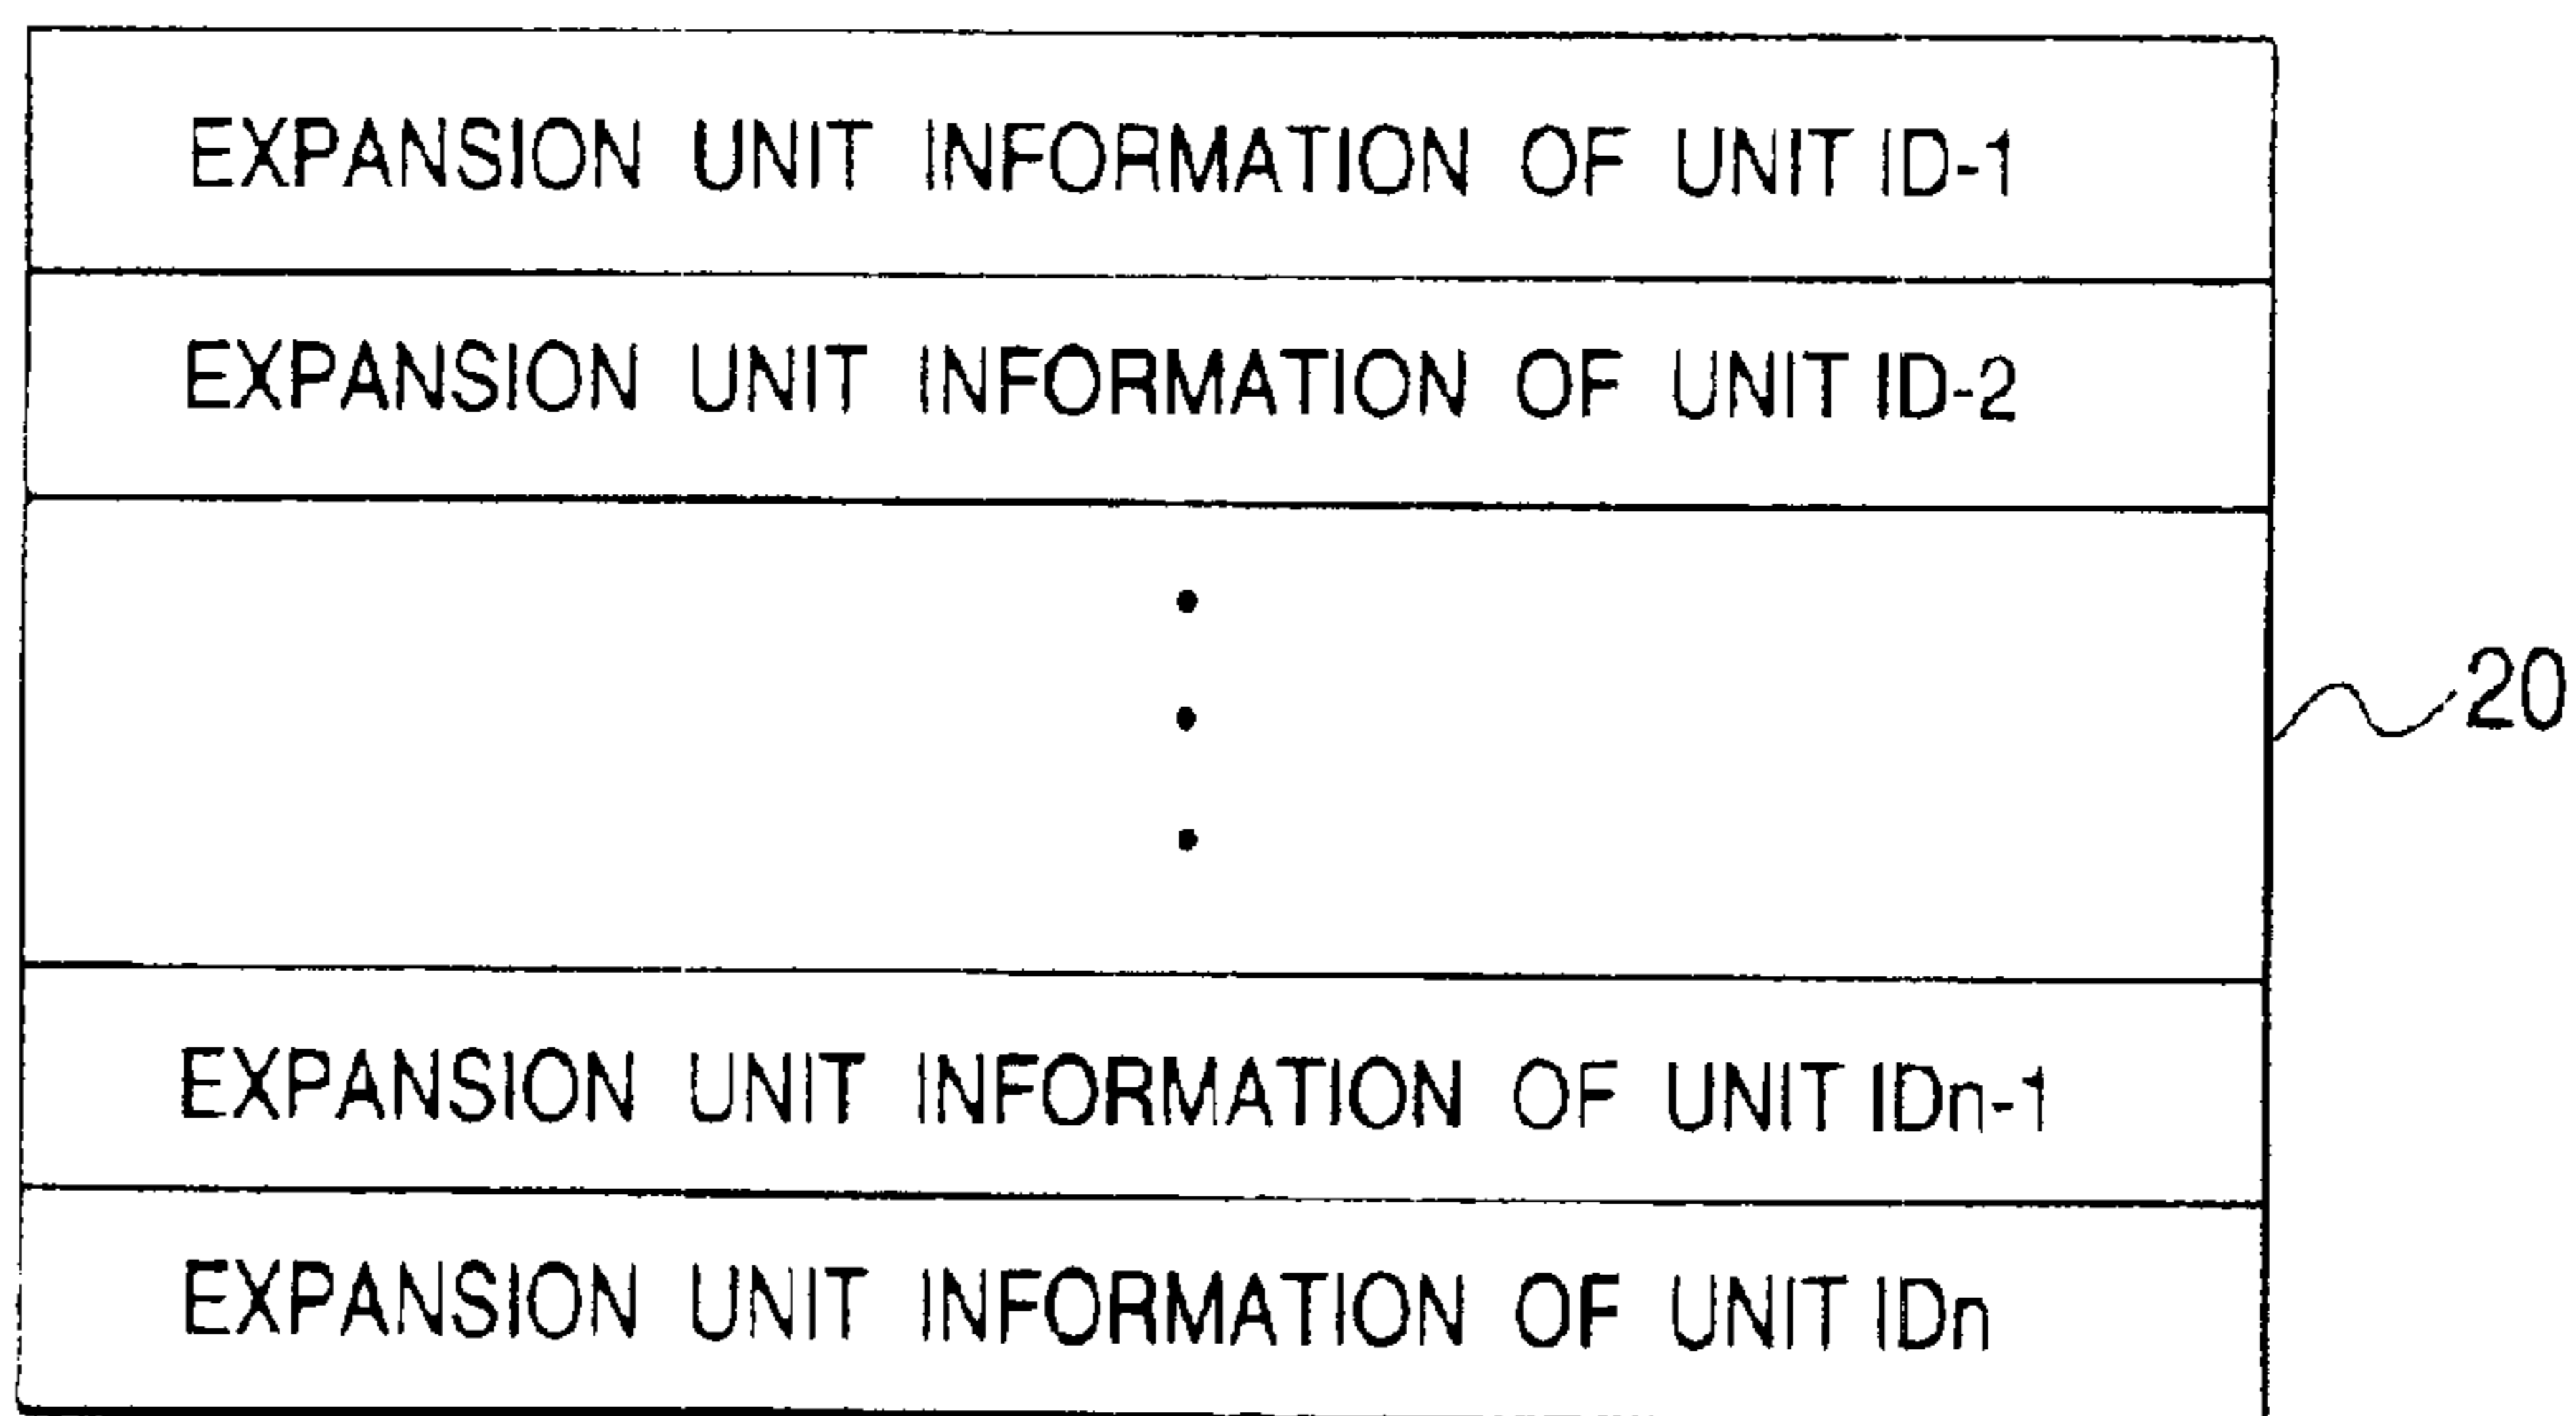 EXPANSION UNIT INFORMATION OF UNIT ID-1
EXPANSION UNIT INFORMATION OF UNIT ID-2
20
EXPANSION UNIT INFORMATION OF UNIT IDn-1
EXPANSION UNIT INFORMATION OF UNIT IDn